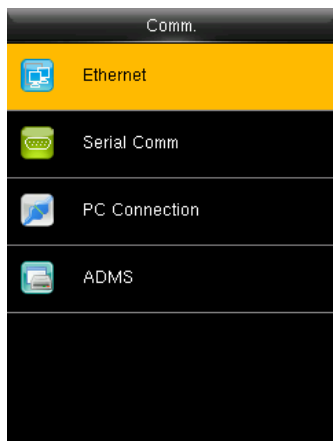 Comm.
Ethernet
Serial Comm
PC Connection
ADMS